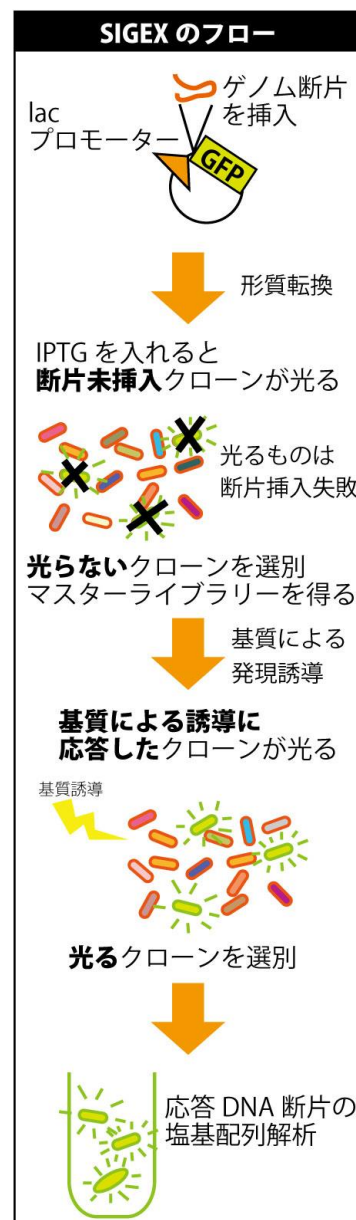 SIGEX のフロー
ゲノム断片
を挿入
lac
プロモーター
GFP
形質転換
IPTG を入れると
断片未挿入クローンが光る
光るものは
断片挿入失敗
光らないクローンを選別
マスターライブラリーを得る
基質による
発現誘導
基質による誘導に
応答したクローンが光る
基質誘導
光るクローンを選別
応答 DNA 断片の
塩基配列解析